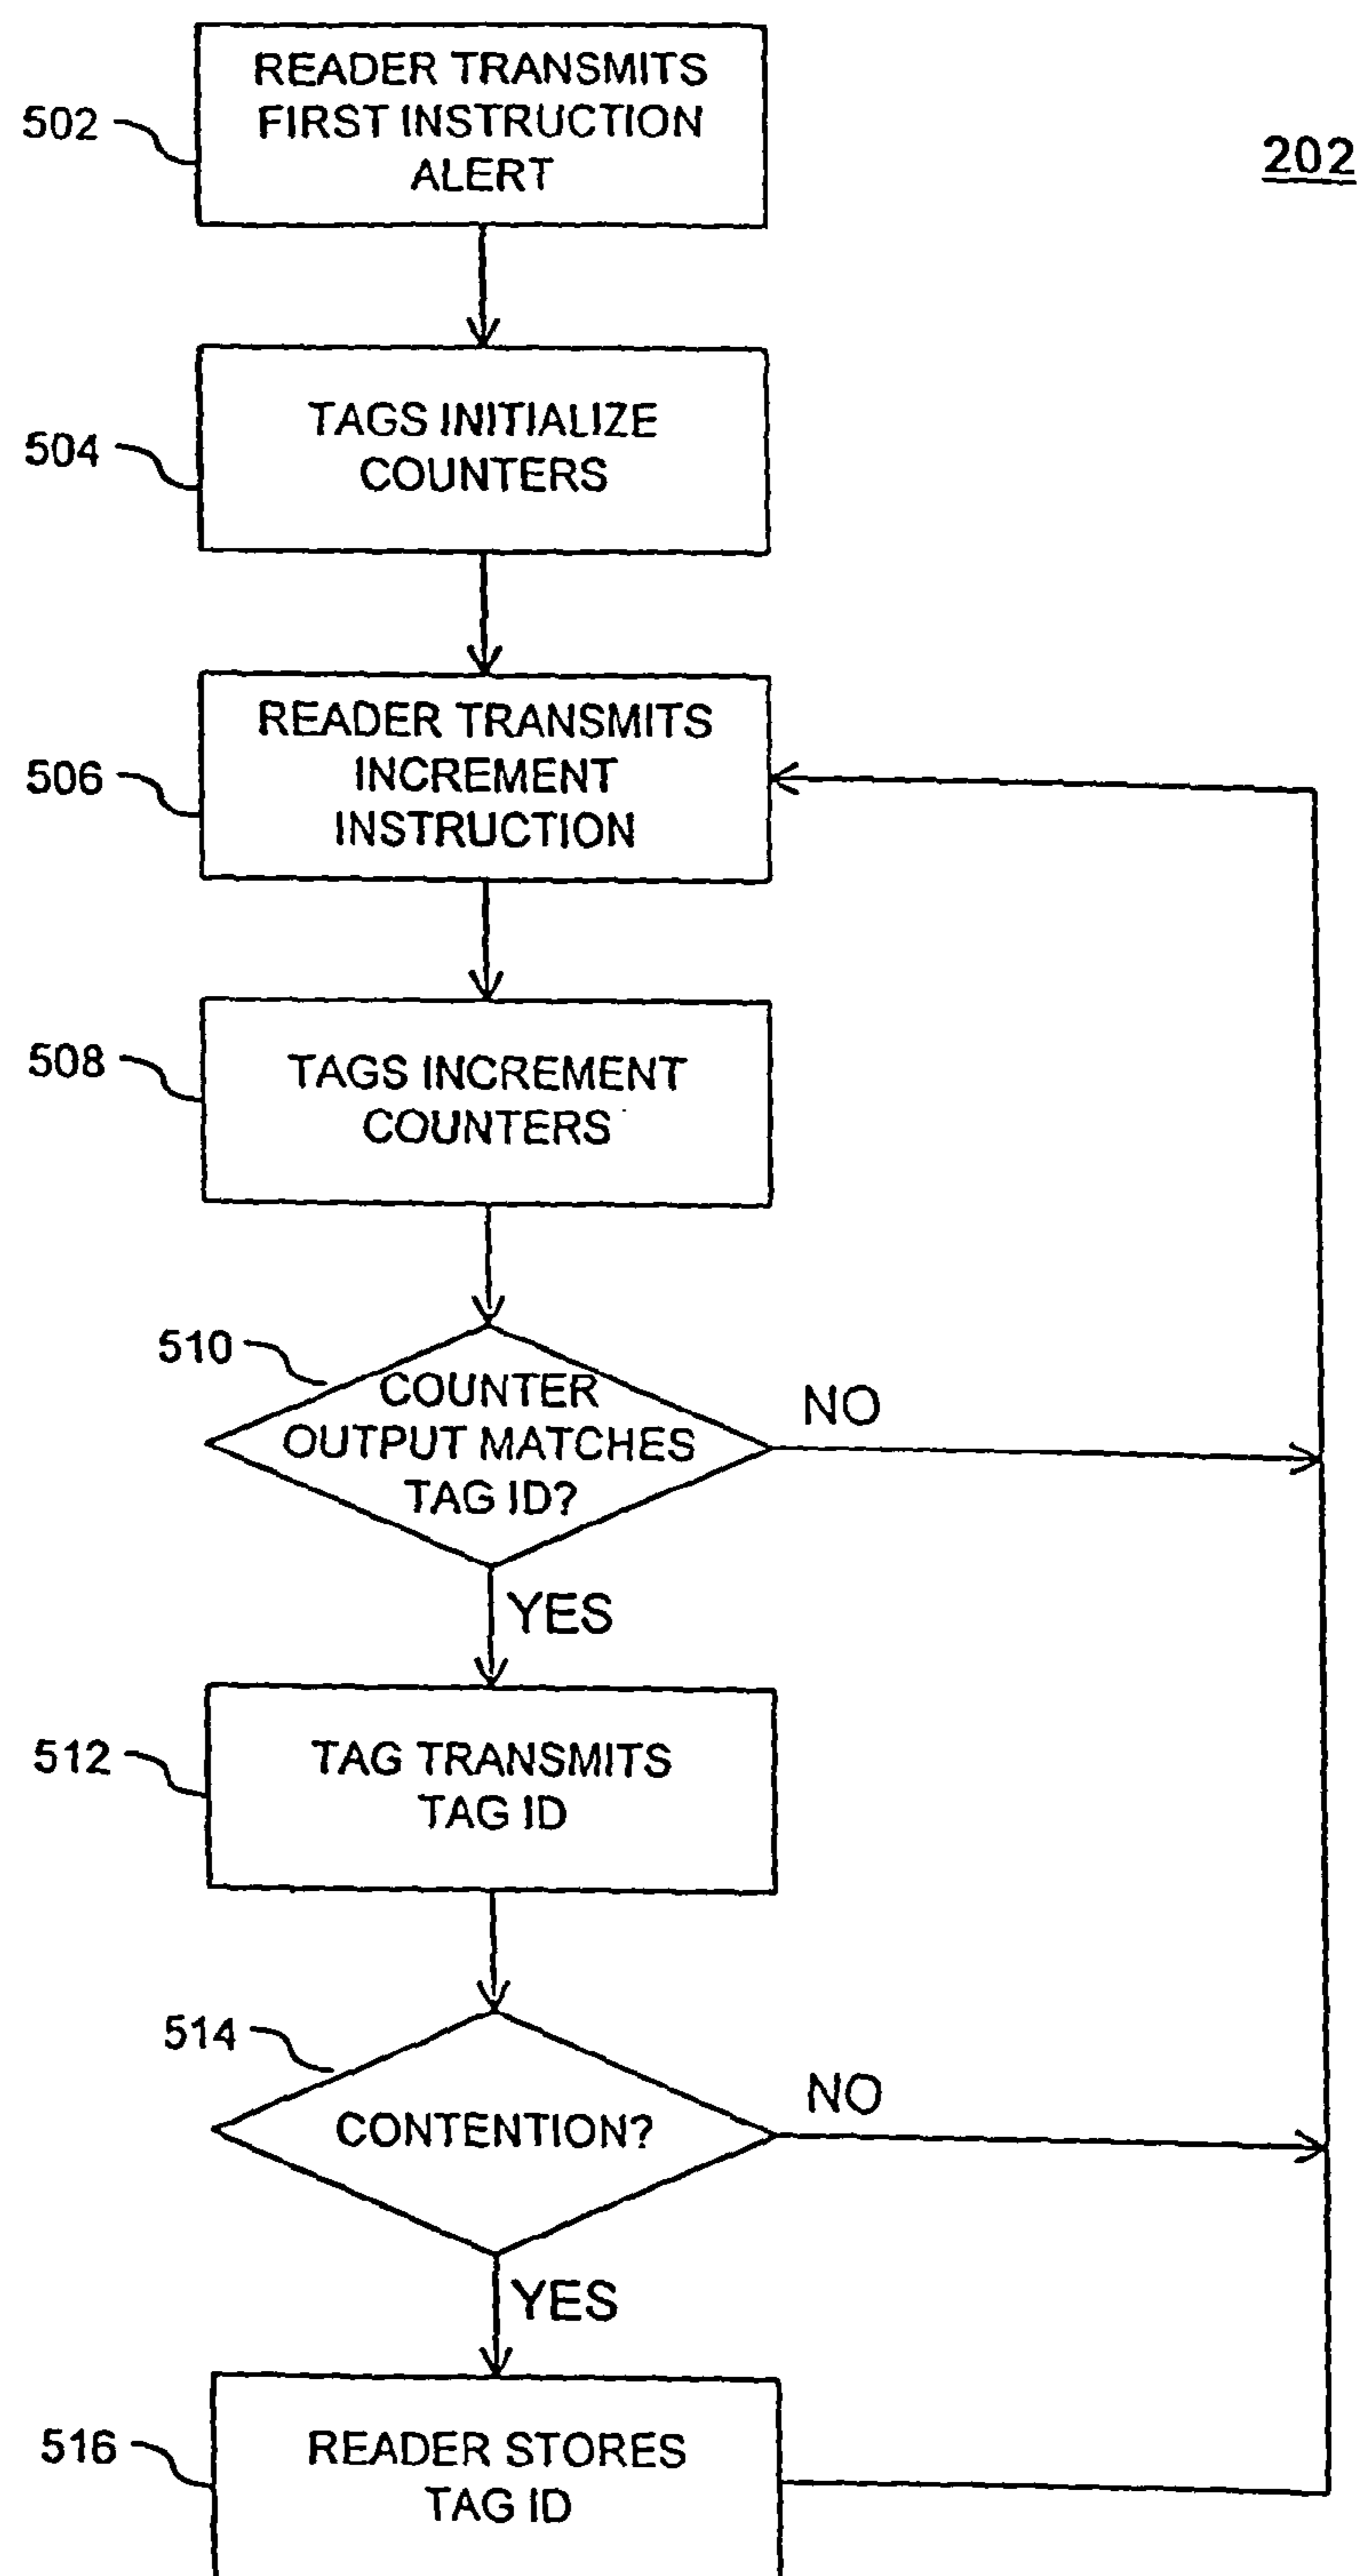 READER TRANSMITS
FIRST INSTRUCTION
ALERT
502
202
TAGS INITIALIZE
COUNTERS
504
READER TRANSMITS
INCREMENT
INSTRUCTION
506
TAGS INCREMENT
COUNTERS
508
510
COUNTER
OUTPUT MATCHES
TAG ID?
NO
YES
TAG TRANSMITS
TAG ID
512
514
CONTENTION?
NO
YES
READER STORES
TAG ID
516